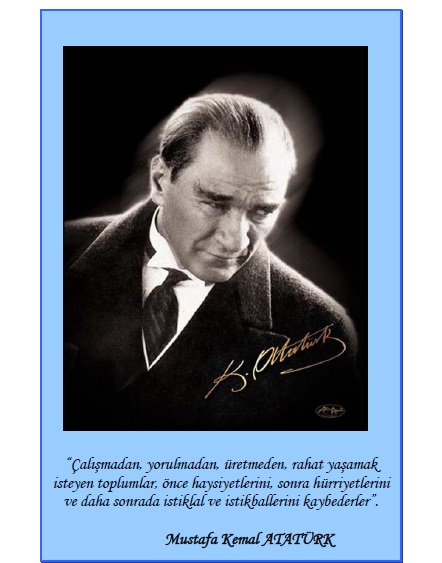 K. Atatürk
“Çalışmadan, yorulmadan, üretmeden, rahat yaşamak
isteyen toplumlar, önce haysiyetlerini, sonra hürriyetlerini
ve daha sonrada istiklal ve istikballerini kaybederler”.
Mustafa Kemal ATATÜRK